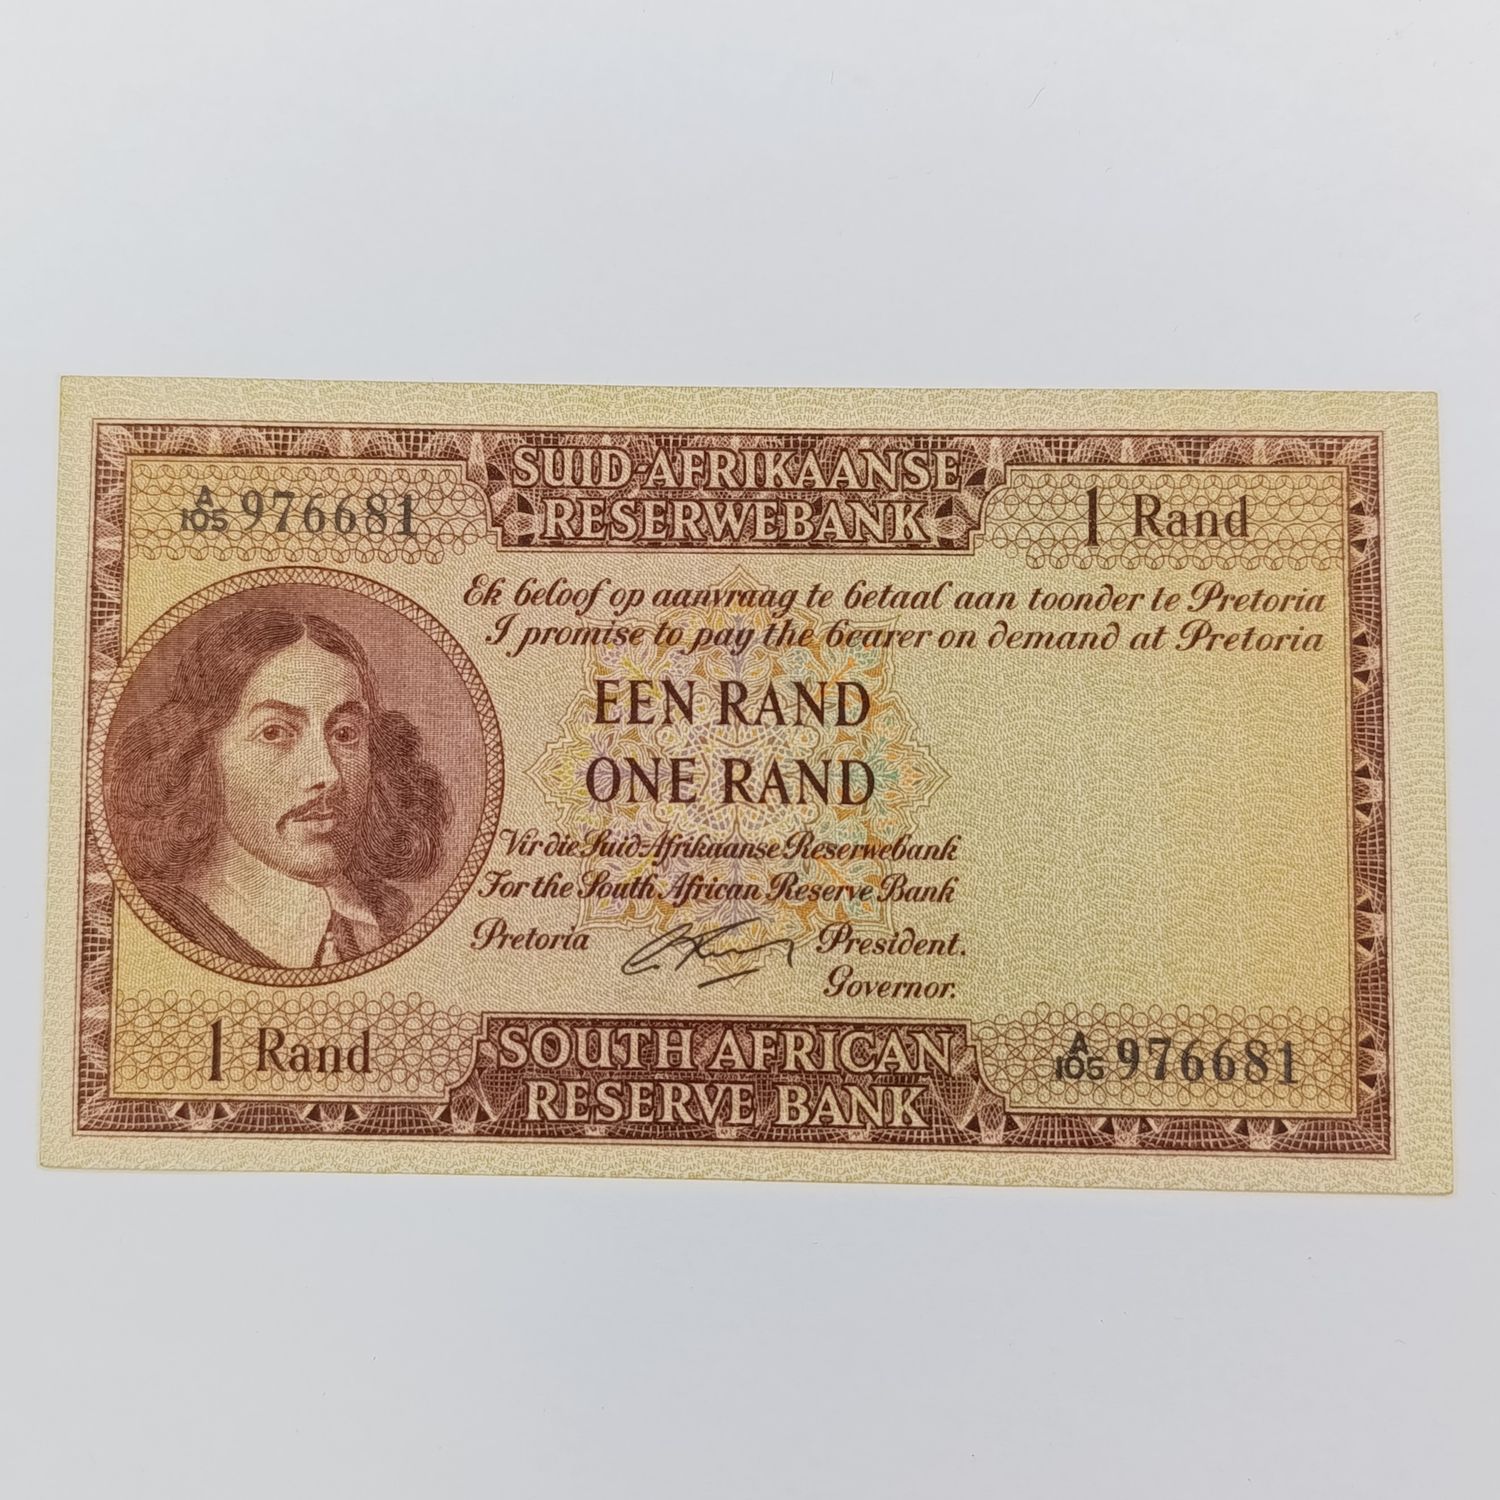 SUID-AFRIKAANSE
RESERWEBANK
A/105 976681
1 Rand
Ek beloof op aanvraag te betaal aan toonder te Pretoria
I promise to pay the bearer on demand at Pretoria
EEN RAND
ONE RAND
Vir die Suid-Afrikaanse Reserwebank
For the South African Reserve Bank
Pretoria
President.
Governor.
1 Rand
SOUTH AFRICAN
RESERVE BANK
A/105 976681